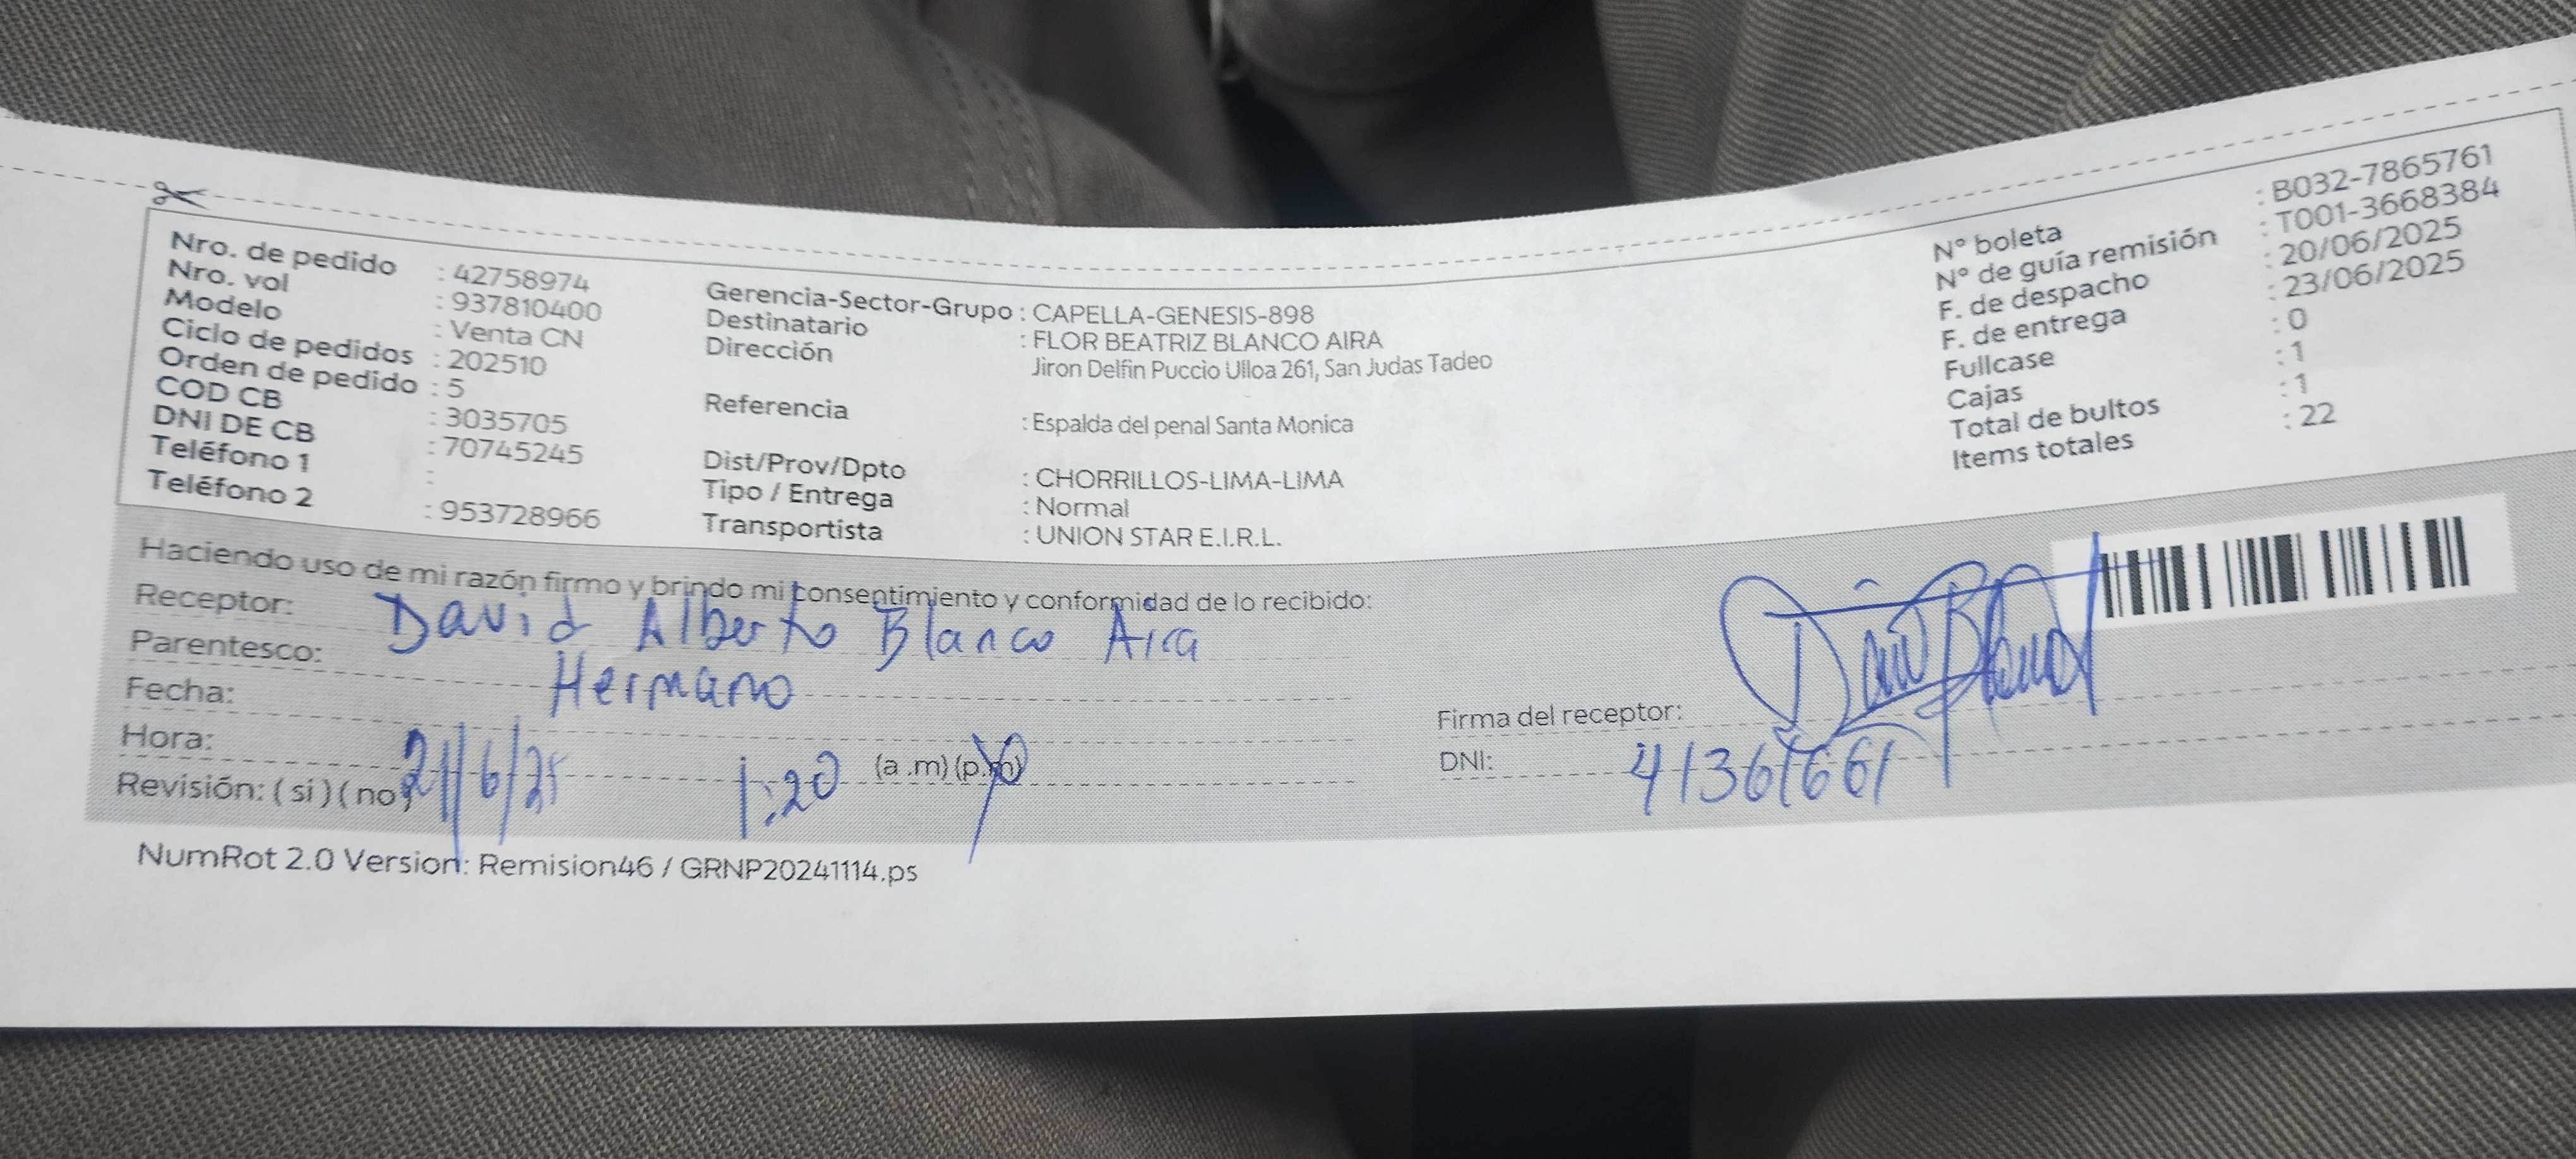 Nro. de pedido : 42758974
Nro. vol : 937810400
Modelo : Venta CN
Ciclo de pedidos : 202510
Orden de pedido : 5
COD CB : 3035705
DNI DE CB : 70745245
Teléfono 1 :
Teléfono 2 : 953728966
Gerencia-Sector-Grupo : CAPELLA-GENESIS-898
Destinatario : FLOR BEATRIZ BLANCO AIRA
Dirección : Jiron Delfin Puccio Ulloa 261, San Judas Tadeo
Referencia : Espalda del penal Santa Monica
Dist/Prov/Dpto : CHORRILLOS-LIMA-LIMA
Tipo / Entrega : Normal
Transportista : UNION STAR E.I.R.L.
N° boleta : B032-7865761
N° de guía remisión : T001-3668384
F. de despacho : 20/06/2025
F. de entrega : 23/06/2025
Fullcase : 0
Cajas : 1
Total de bultos : 1
Items totales : 22
Haciendo uso de mi razón firmo y brindo mi consentimiento y conformidad de lo recibido:
Receptor: David Alberto Blanco Aira
Parentesco: Hermano
Fecha: 21/6/25
Hora: 1:20 (a.m) (p.m)
Revisión: ( si ) ( no )
Firma del receptor:
DNI: 41361661
NumRot 2.0 Version: Remision46 / GRNP20241114.ps